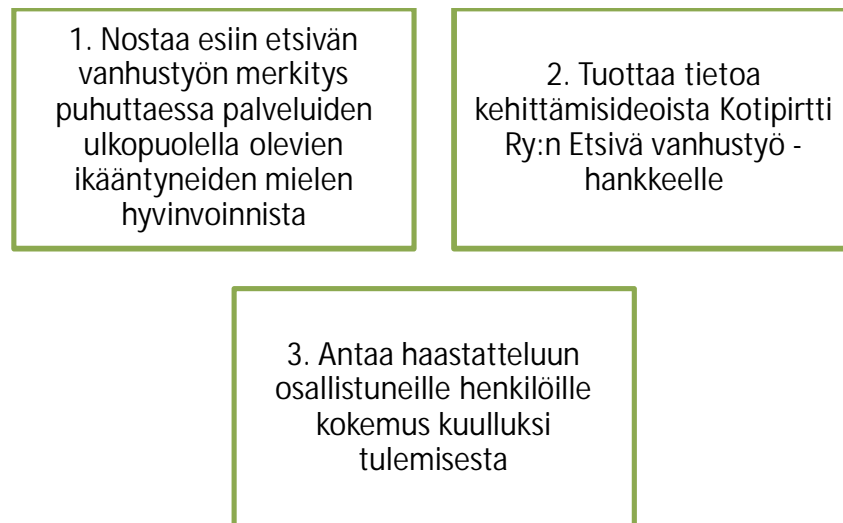 1. Nostaa esiin etsivän
vanhustyön merkitys
puhuttaessa palveluiden
ulkopuolella olevien
ikääntyneiden mielen
hyvinvoinnista
2. Tuottaa tietoa
kehittämisideoista Kotipirtti
Ry:n Etsivä vanhustyö -
hankkeelle
3. Antaa haastatteluun
osallistuneille henkilöille
kokemus kuulluksi
tulemisesta